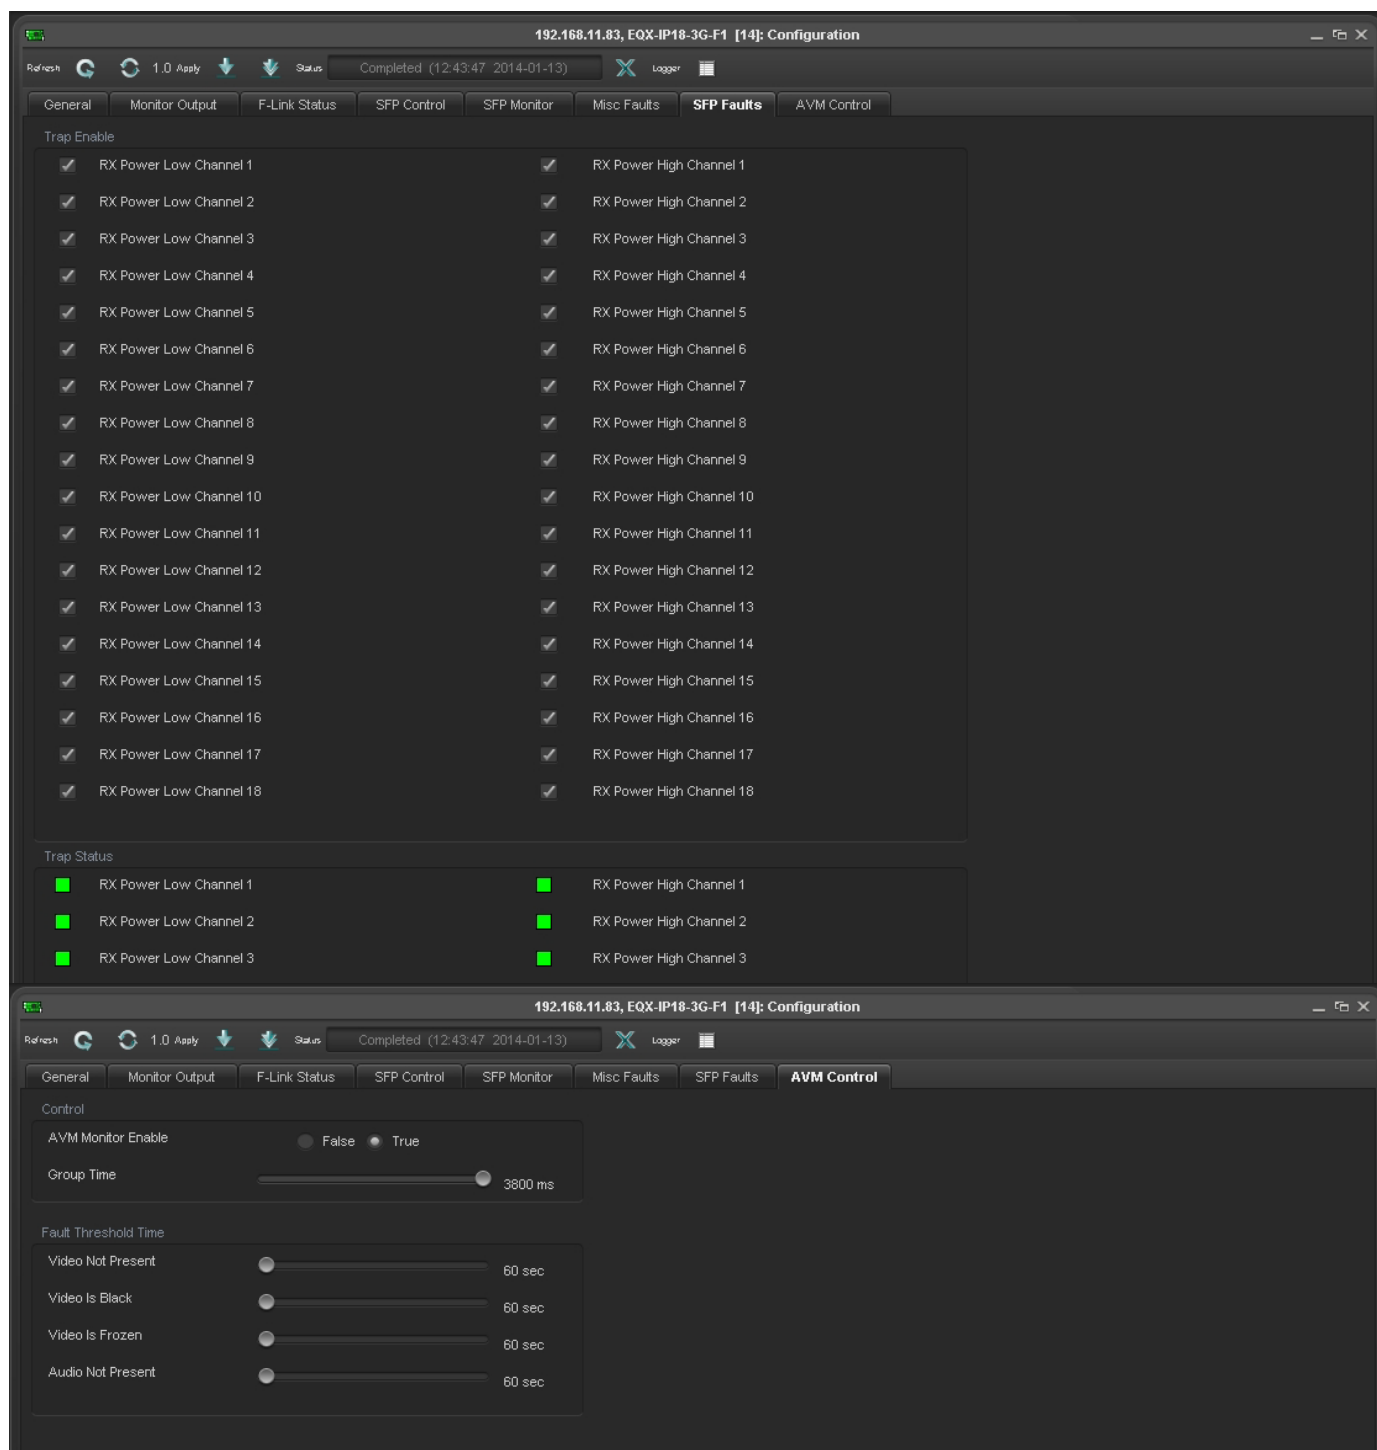 192.168.11.83, EQX-IP18-3G-F1 [14]: Configuration
Refresh 1.0 Apply Status Completed (12:43:47 2014-01-13) Logger
General Monitor Output F-Link Status SFP Control SFP Monitor Misc Faults SFP Faults AVM Control
Trap Enable
RX Power Low Channel 1 RX Power High Channel 1
RX Power Low Channel 2 RX Power High Channel 2
RX Power Low Channel 3 RX Power High Channel 3
RX Power Low Channel 4 RX Power High Channel 4
RX Power Low Channel 5 RX Power High Channel 5
RX Power Low Channel 6 RX Power High Channel 6
RX Power Low Channel 7 RX Power High Channel 7
RX Power Low Channel 8 RX Power High Channel 8
RX Power Low Channel 9 RX Power High Channel 9
RX Power Low Channel 10 RX Power High Channel 10
RX Power Low Channel 11 RX Power High Channel 11
RX Power Low Channel 12 RX Power High Channel 12
RX Power Low Channel 13 RX Power High Channel 13
RX Power Low Channel 14 RX Power High Channel 14
RX Power Low Channel 15 RX Power High Channel 15
RX Power Low Channel 16 RX Power High Channel 16
RX Power Low Channel 17 RX Power High Channel 17
RX Power Low Channel 18 RX Power High Channel 18
Trap Status
RX Power Low Channel 1 RX Power High Channel 1
RX Power Low Channel 2 RX Power High Channel 2
RX Power Low Channel 3 RX Power High Channel 3
192.168.11.83, EQX-IP18-3G-F1 [14]: Configuration
Refresh 1.0 Apply Status Completed (12:43:47 2014-01-13) Logger
General Monitor Output F-Link Status SFP Control SFP Monitor Misc Faults SFP Faults AVM Control
Control
AVM Monitor Enable False True
Group Time 3800 ms
Fault Threshold Time
Video Not Present 60 sec
Video Is Black 60 sec
Video Is Frozen 60 sec
Audio Not Present 60 sec